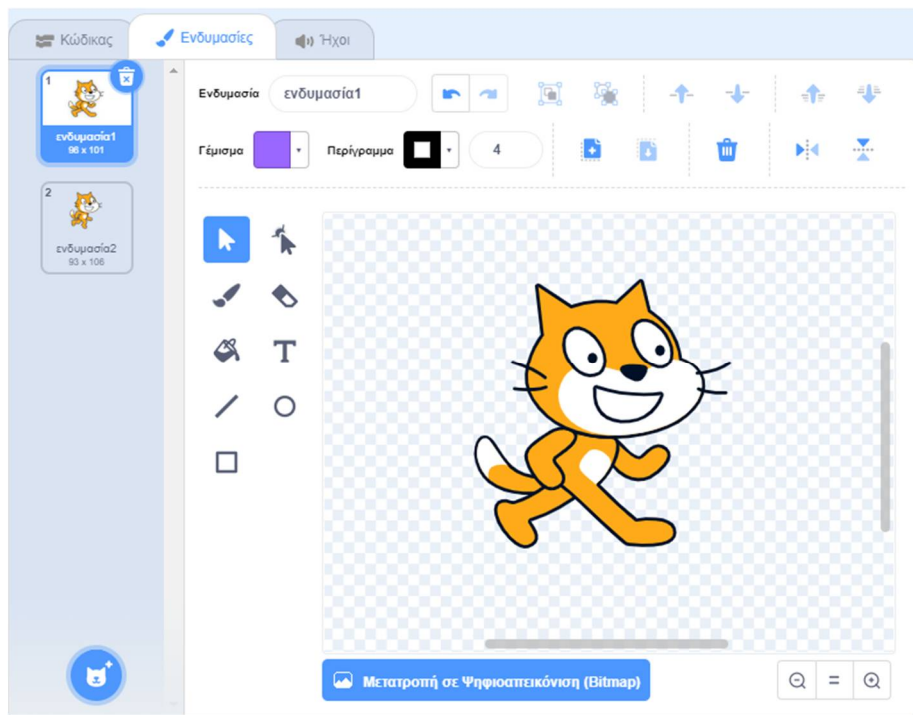 Κώδικας
Ενδυμασίες
Ήχοι
1
ενδυμασία1
96 x 101
2
ενδυμασία2
93 x 106
Ενδυμασία
ενδυμασία1
Γέμισμα
Περίγραμμα
4
T
Μετατροπή σε Ψηφιοαπεικόνιση (Bitmap)